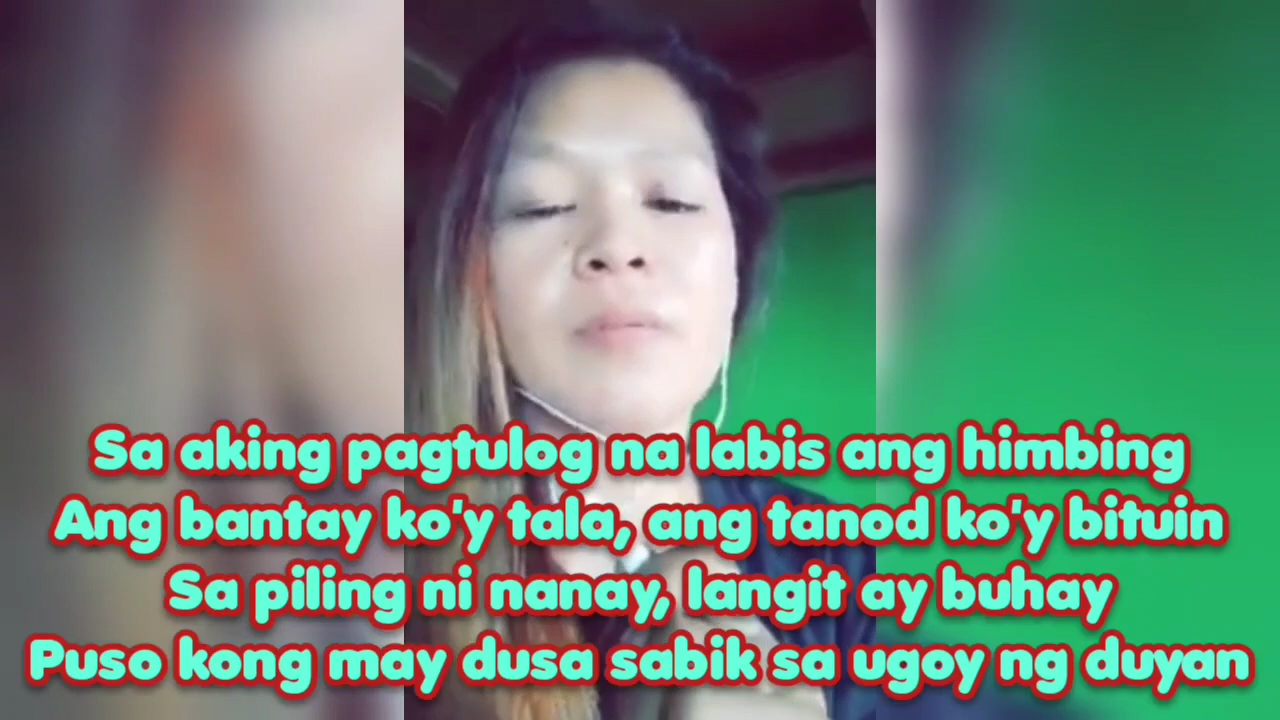 Sa aking pagtulog na labis ang himbing
Ang bantay ko'y tala, ang tanod ko'y bituin
Sa piling ni nanay, langit ay buhay
Puso kong may dusa sabik sa ugoy ng duyan